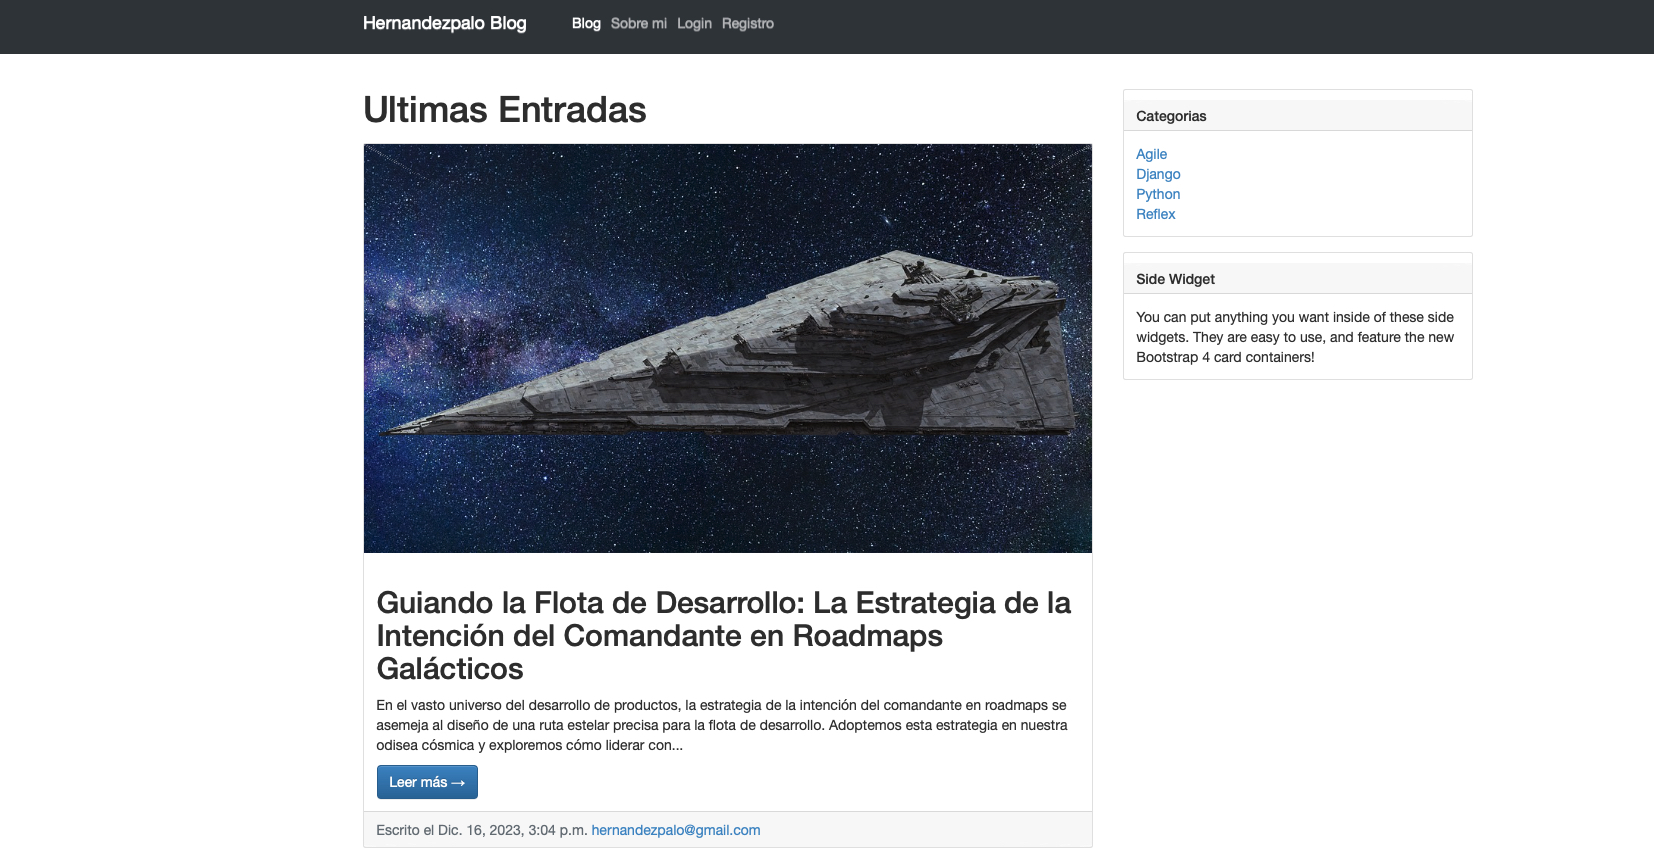 Hernandezpalo Blog
Blog Sobre mi Login Registro
Ultimas Entradas
Guiando la Flota de Desarrollo: La Estrategia de la
Intención del Comandante en Roadmaps
Galácticos
En el vasto universo del desarrollo de productos, la estrategia de la intención del comandante en roadmaps se
asemeja al diseño de una ruta estelar precisa para la flota de desarrollo. Adoptemos esta estrategia en nuestra
odisea cósmica y exploremos cómo liderar con...
Leer más →
Escrito el Dic. 16, 2023, 3:04 p.m. hernandezpalo@gmail.com
Categorias
Agile
Django
Python
Reflex
Side Widget
You can put anything you want inside of these side
widgets. They are easy to use, and feature the new
Bootstrap 4 card containers!